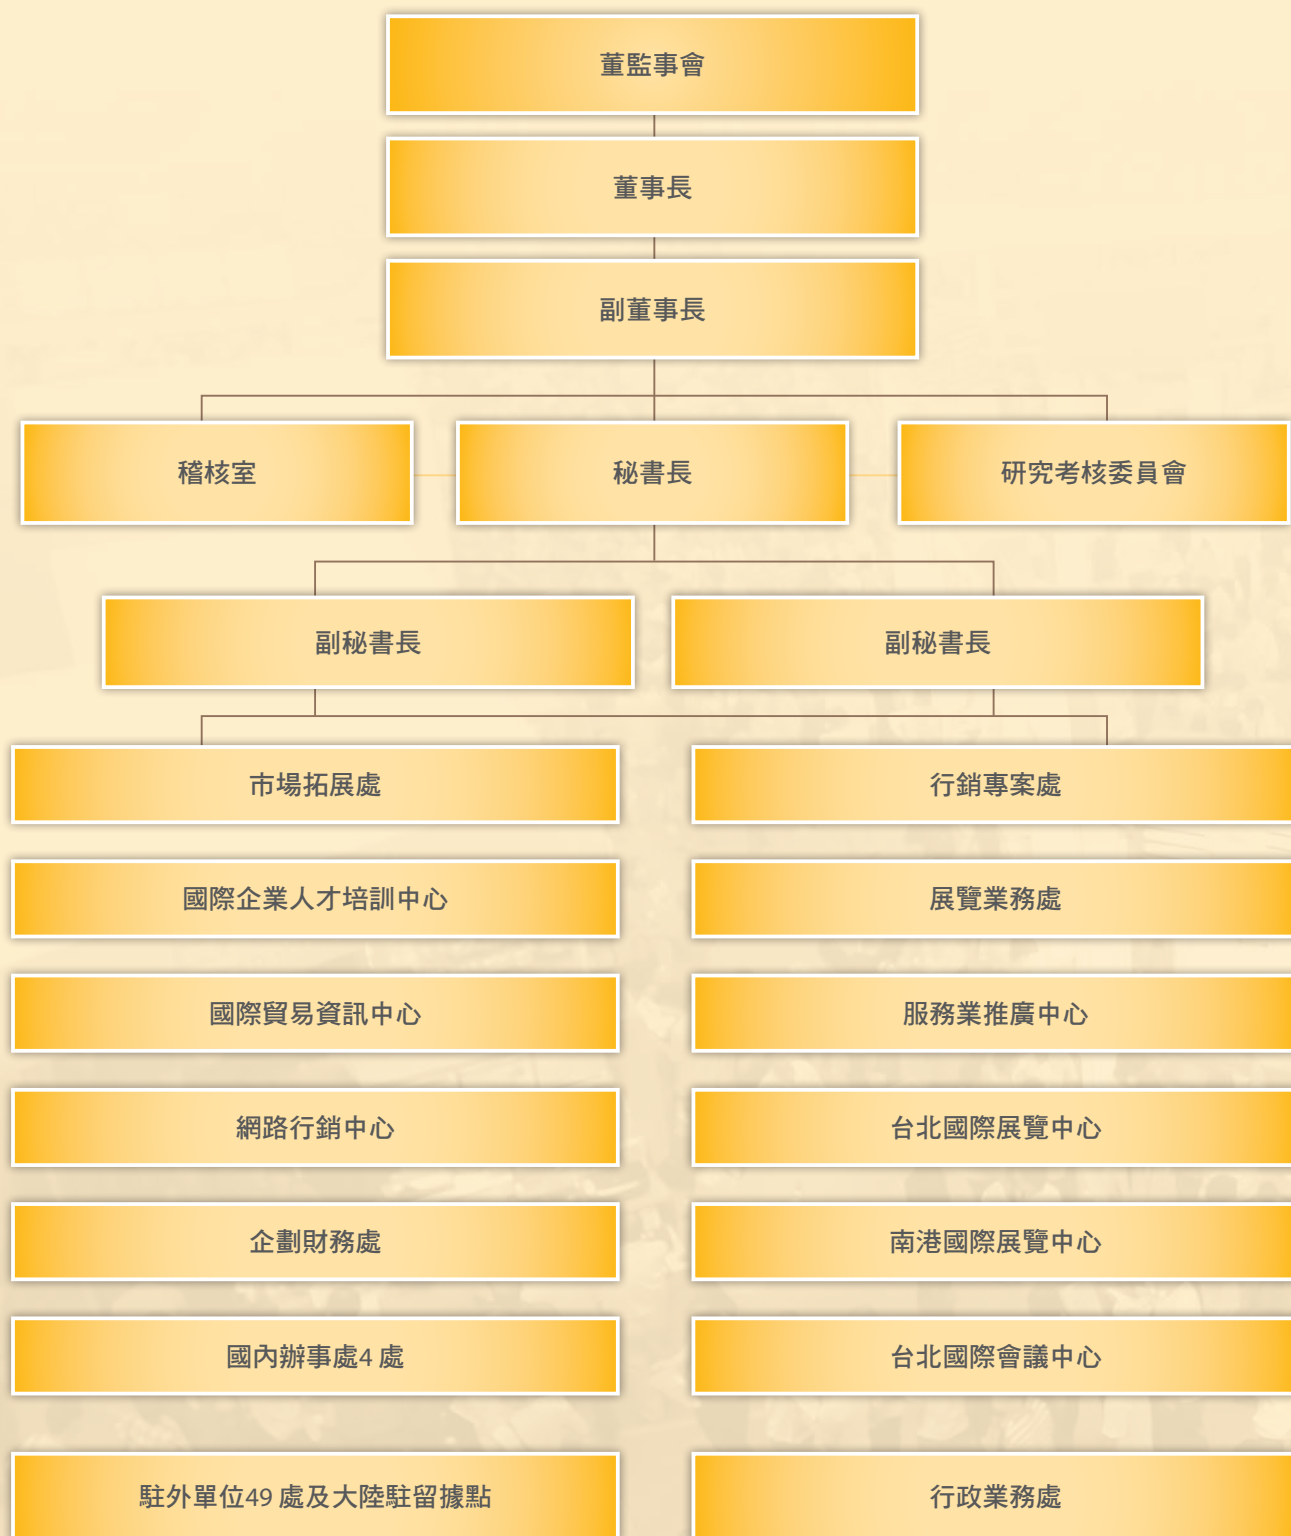 董監事會
董事長
副董事長
稽核室
秘書長
研究考核委員會
副秘書長
副秘書長
市場拓展處
行銷專案處
國際企業人才培訓中心
展覽業務處
國際貿易資訊中心
服務業推廣中心
網路行銷中心
台北國際展覽中心
企劃財務處
南港國際展覽中心
國內辦事處4 處
台北國際會議中心
駐外單位49 處及大陸駐留據點
行政業務處